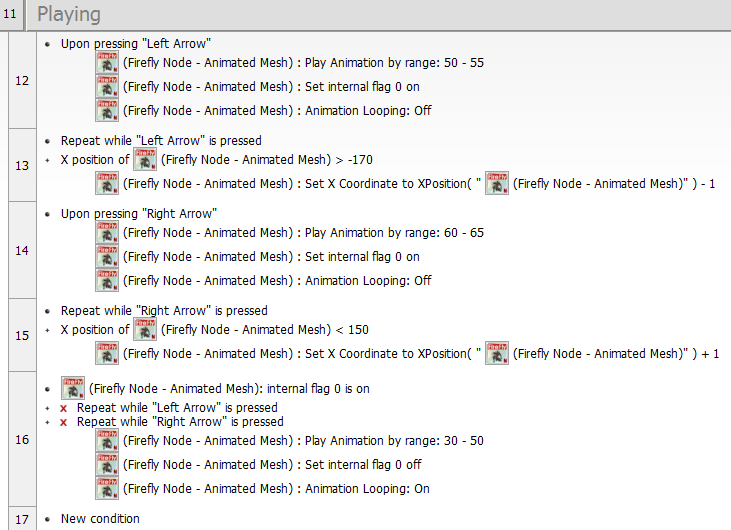 11 Playing
12
Upon pressing "Left Arrow"
(Firefly Node - Animated Mesh) : Play Animation by range: 50 - 55
(Firefly Node - Animated Mesh) : Set internal flag 0 on
(Firefly Node - Animated Mesh) : Animation Looping: Off
13
Repeat while "Left Arrow" is pressed
X position of (Firefly Node - Animated Mesh) > -170
(Firefly Node - Animated Mesh) : Set X Coordinate to XPosition( " (Firefly Node - Animated Mesh)" ) - 1
14
Upon pressing "Right Arrow"
(Firefly Node - Animated Mesh) : Play Animation by range: 60 - 65
(Firefly Node - Animated Mesh) : Set internal flag 0 on
(Firefly Node - Animated Mesh) : Animation Looping: Off
15
Repeat while "Right Arrow" is pressed
X position of (Firefly Node - Animated Mesh) < 150
(Firefly Node - Animated Mesh) : Set X Coordinate to XPosition( " (Firefly Node - Animated Mesh)" ) + 1
16
(Firefly Node - Animated Mesh): internal flag 0 is on
X Repeat while "Left Arrow" is pressed
X Repeat while "Right Arrow" is pressed
(Firefly Node - Animated Mesh) : Play Animation by range: 30 - 50
(Firefly Node - Animated Mesh) : Set internal flag 0 off
(Firefly Node - Animated Mesh) : Animation Looping: On
17 New condition